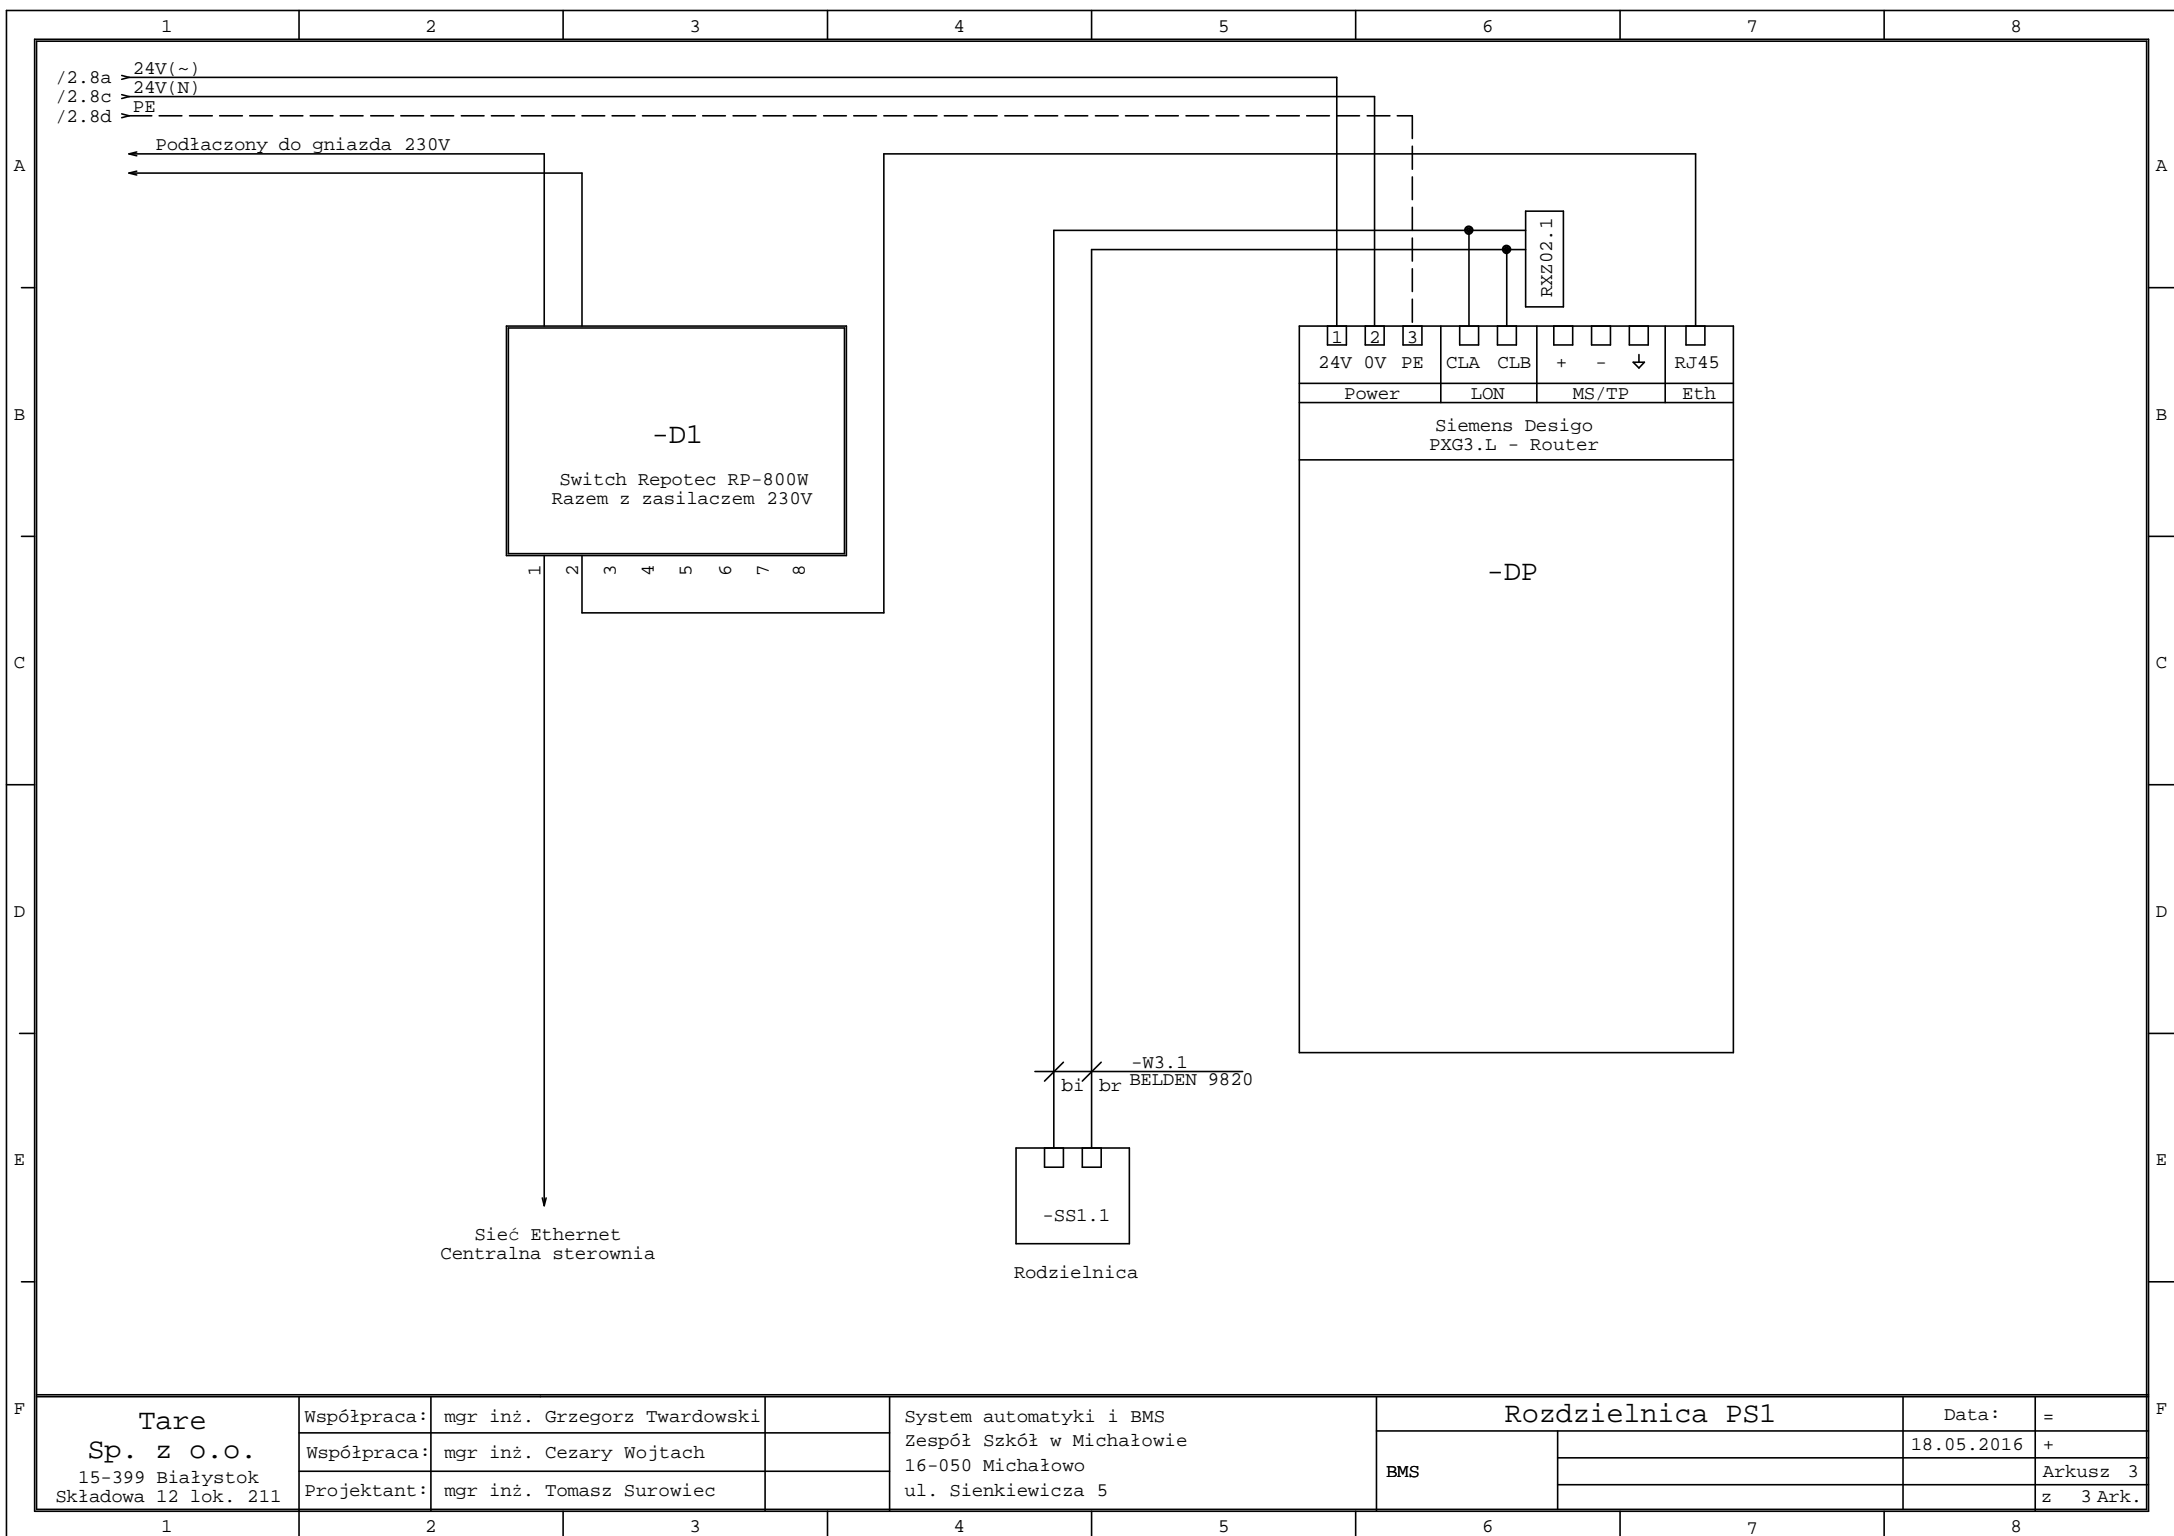 1 2 3 4 5 6 7 8
/2.8a 24V(~)
/2.8c 24V(N)
/2.8d PE
Podłaczony do gniazda 230V
A A
RXZ02.1
1 2 3
24V 0V PE CLA CLB + - RJ45
Power LON MS/TP Eth
B B
Siemens Desigo
PXG3.L - Router
-D1
Switch Repotec RP-800W
Razem z zasilaczem 230V
1 2 3 4 5 6 7 8
-DP
C C
D D
-W3.1
bi br BELDEN 9820
E E
-SS1.1
Rodzielnica
Sieć Ethernet
Centralna sterownia
F F
Tare
Sp. z o.o.
15-399 Białystok
Składowa 12 lok. 211
Współpraca: mgr inż. Grzegorz Twardowski
Współpraca: mgr inż. Cezary Wojtach
Projektant: mgr inż. Tomasz Surowiec
System automatyki i BMS
Zespół Szkół w Michałowie
16-050 Michałowo
ul. Sienkiewicza 5
Rozdzielnica PS1
BMS
Data: =
18.05.2016 +
Arkusz 3
z 3 Ark.
1 2 3 4 5 6 7 8